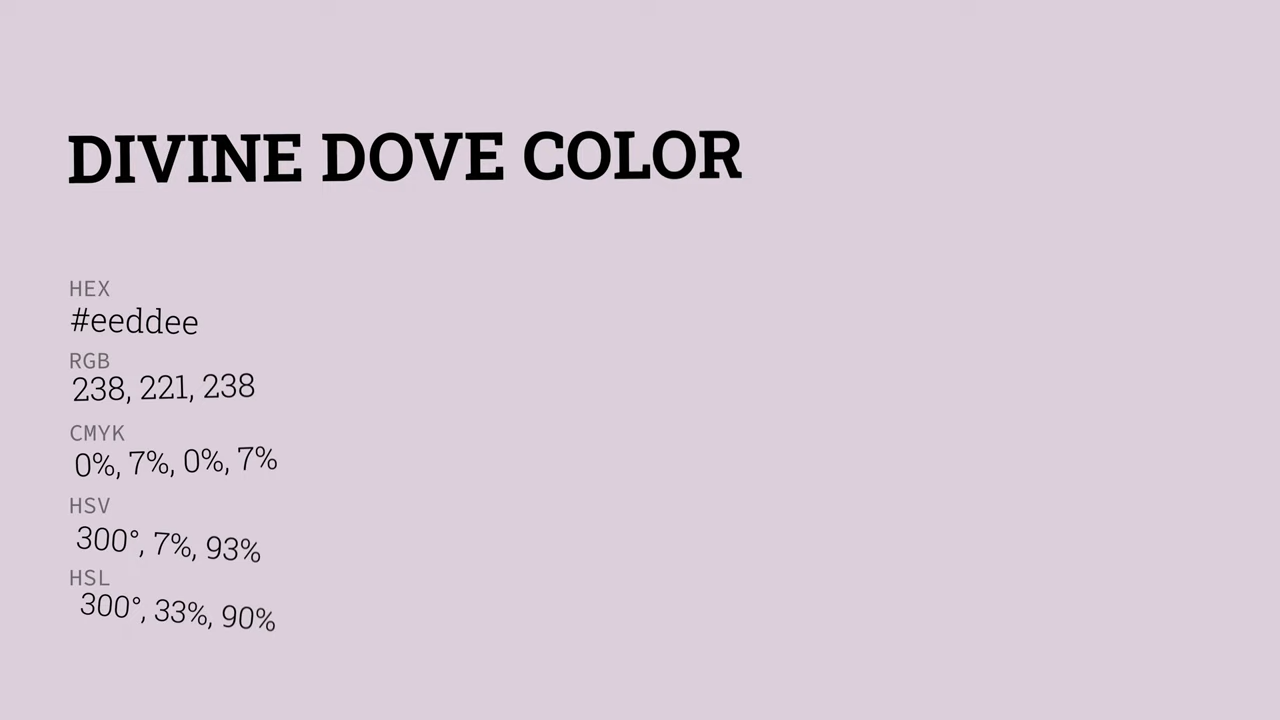 DIVINE DOVE COLOR
HEX
#eeddee
RGB
238, 221, 238
CMYK
0%, 7%, 0%, 7%
HSV
300°, 7%, 93%
HSL
300°, 33%, 90%